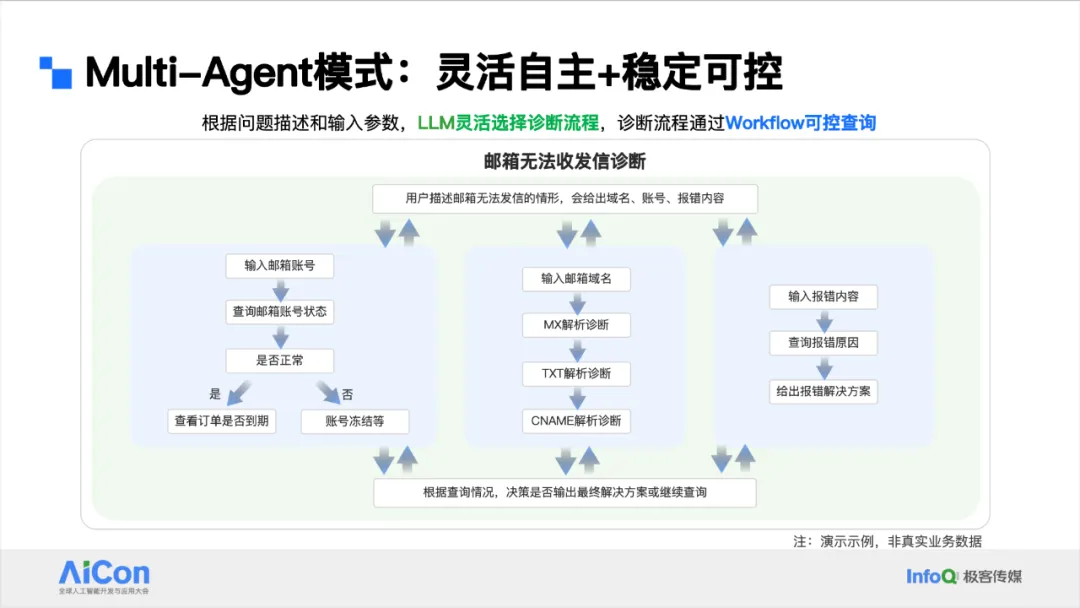 Multi-Agent模式：灵活自主+稳定可控
根据问题描述和输入参数，LLM灵活选择诊断流程，诊断流程通过Workflow可控查询
邮箱无法收发信诊断
用户描述邮箱无法发信的情形，会给出域名、账号、报错内容
输入邮箱账号
查询邮箱账号状态
是否正常
是
否
查看订单是否到期
账号冻结等
输入邮箱域名
MX解析诊断
TXT解析诊断
CNAME解析诊断
输入报错内容
查询报错原因
给出报错解决方案
根据查询情况，决策是否输出最终解决方案或继续查询
注：演示示例，非真实业务数据
AiCon
全球人工智能开发与应用大会
InfoQ 极客传媒